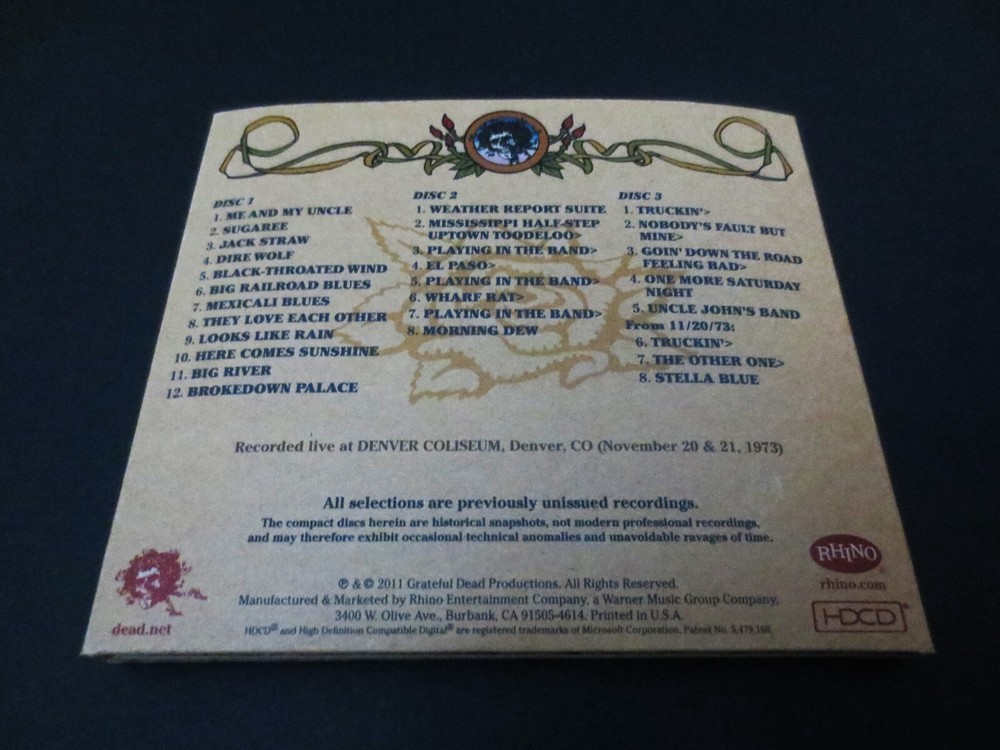 DISC 1
1. ME AND MY UNCLE
2. SUGAREE
3. JACK STRAW
4. DIRE WOLF
5. BLACK-THROATED WIND
6. BIG RAILROAD BLUES
7. MEXICALI BLUES
8. THEY LOVE EACH OTHER
9. LOOKS LIKE RAIN
10. HERE COMES SUNSHINE
11. BIG RIVER
12. BROKEDOWN PALACE
DISC 2
1. WEATHER REPORT SUITE
2. MISSISSIPPI HALF-STEP
UPTOWN TOODELOO>
3. PLAYING IN THE BAND>
4. EL PASO>
5. PLAYING IN THE BAND>
6. WHARF RAT>
7. PLAYING IN THE BAND>
8. MORNING DEW
DISC 3
1. TRUCKIN'>
2. NOBODY'S FAULT BUT
MINE>
3. GOIN' DOWN THE ROAD
FEELING BAD>
4. ONE MORE SATURDAY
NIGHT
5. UNCLE JOHN'S BAND
From 11/20/73:
6. TRUCKIN'>
7. THE OTHER ONE>
8. STELLA BLUE
Recorded live at DENVER COLISEUM, Denver, CO (November 20 & 21, 1973)
All selections are previously unissued recordings.
The compact discs herein are historical snapshots, not modern professional recordings,
and may therefore exhibit occasional technical anomalies and unavoidable ravages of time.
℗ & © 2011 Grateful Dead Productions. All Rights Reserved.
Manufactured & Marketed by Rhino Entertainment Company, a Warner Music Group Company,
3400 W. Olive Ave., Burbank, CA 91505-4614. Printed in U.S.A.
HDCD® and High Definition Compatible Digital® are registered trademarks of Microsoft Corporation. Patent No. 5,479,168.
dead.net
RHINO
rhino.com
HDCD®